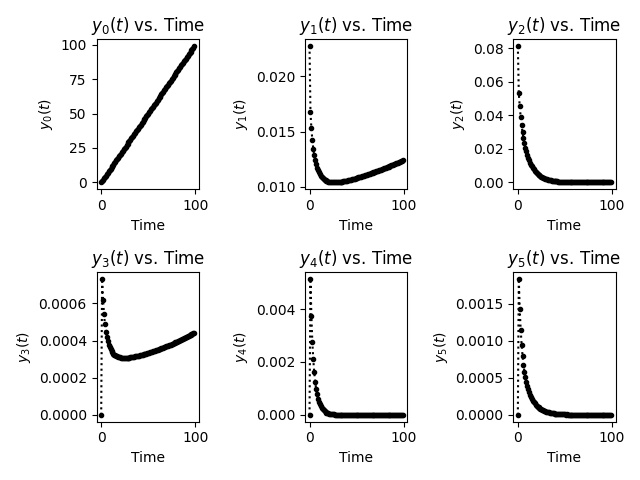 y₀(t) vs. Time
y₁(t) vs. Time
y₂(t) vs. Time
100
75
50
25
0
y₀(t)
0
100
Time
0.020
0.015
0.010
y₁(t)
0
100
Time
0.08
0.06
0.04
0.02
0.00
y₂(t)
0
100
Time
y₃(t) vs. Time
y₄(t) vs. Time
y₅(t) vs. Time
0.0006
0.0004
0.0002
0.0000
y₃(t)
0
100
Time
0.004
0.002
0.000
y₄(t)
0
100
Time
0.0015
0.0010
0.0005
0.0000
y₅(t)
0
100
Time